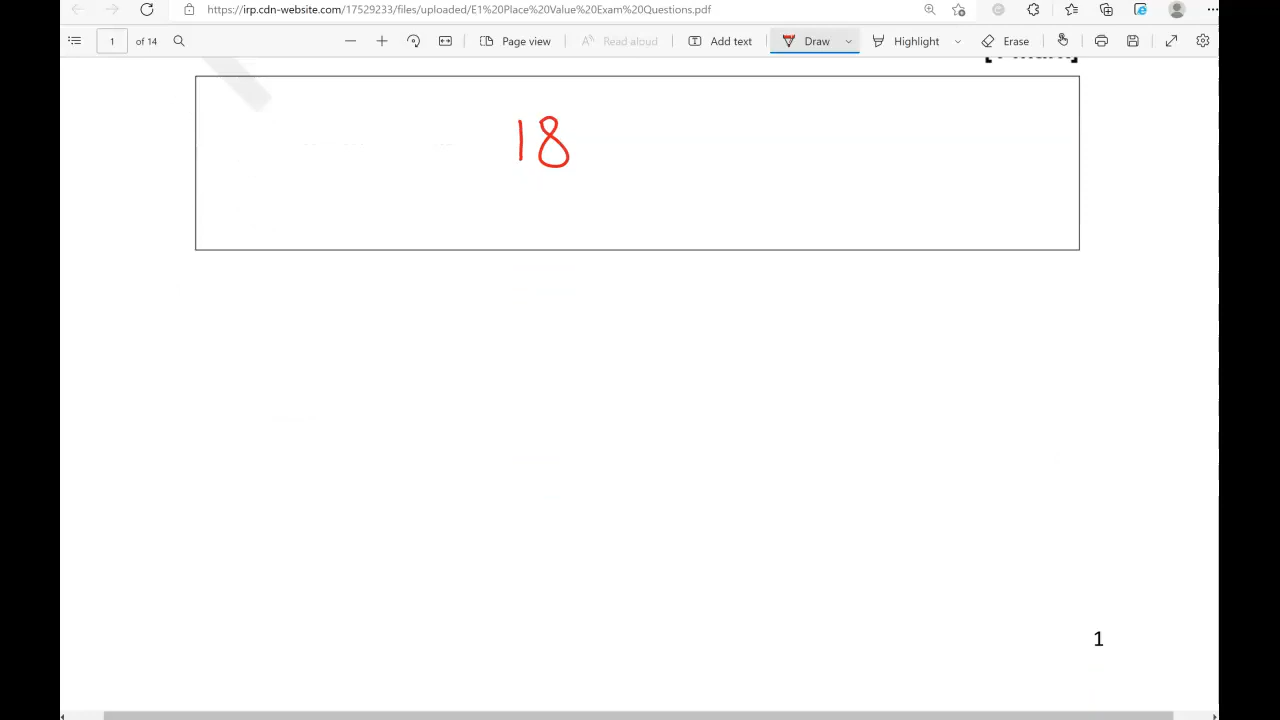 https://irp.cdn-website.com/17529233/files/uploaded/E1%20Place%20Value%20Exam%20Questions.pdf
1 of 14 Page view Read aloud Add text Draw Highlight Erase
18
1